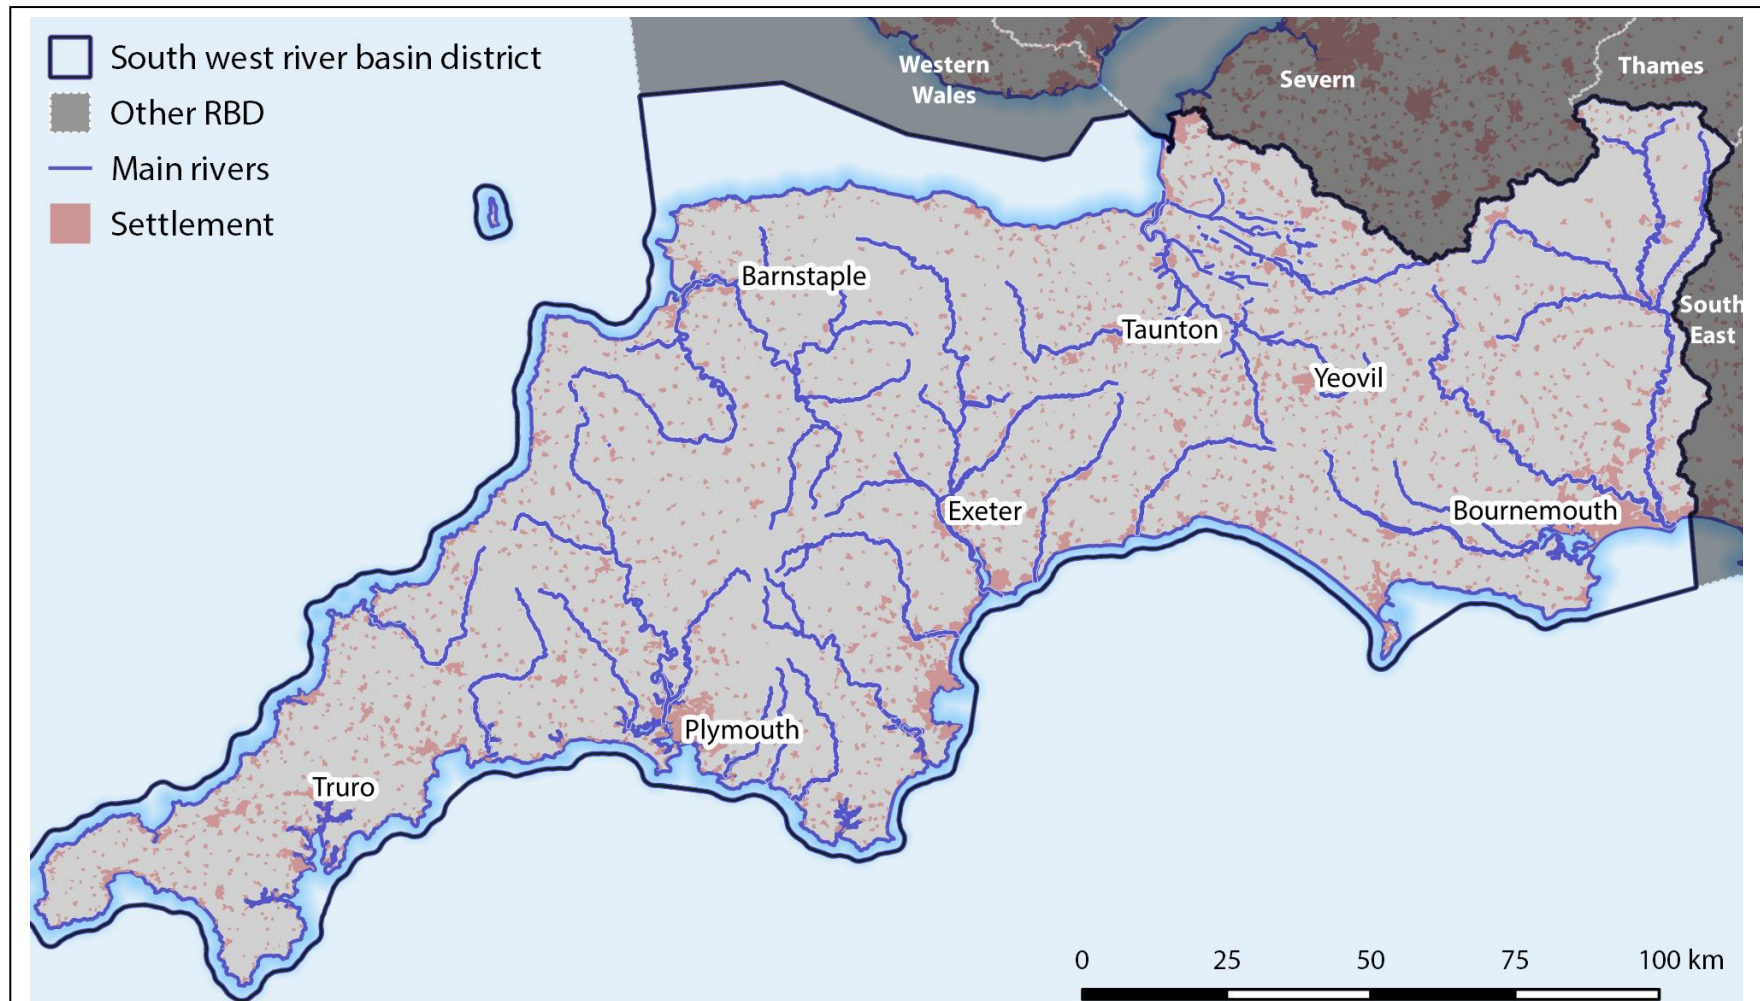 South west river basin district
Other RBD
Main rivers
Settlement
Western
Wales
Severn
Thames
South
East
Barnstaple
Taunton
Yeovil
Exeter
Bournemouth
Plymouth
Truro
0 25 50 75 100 km